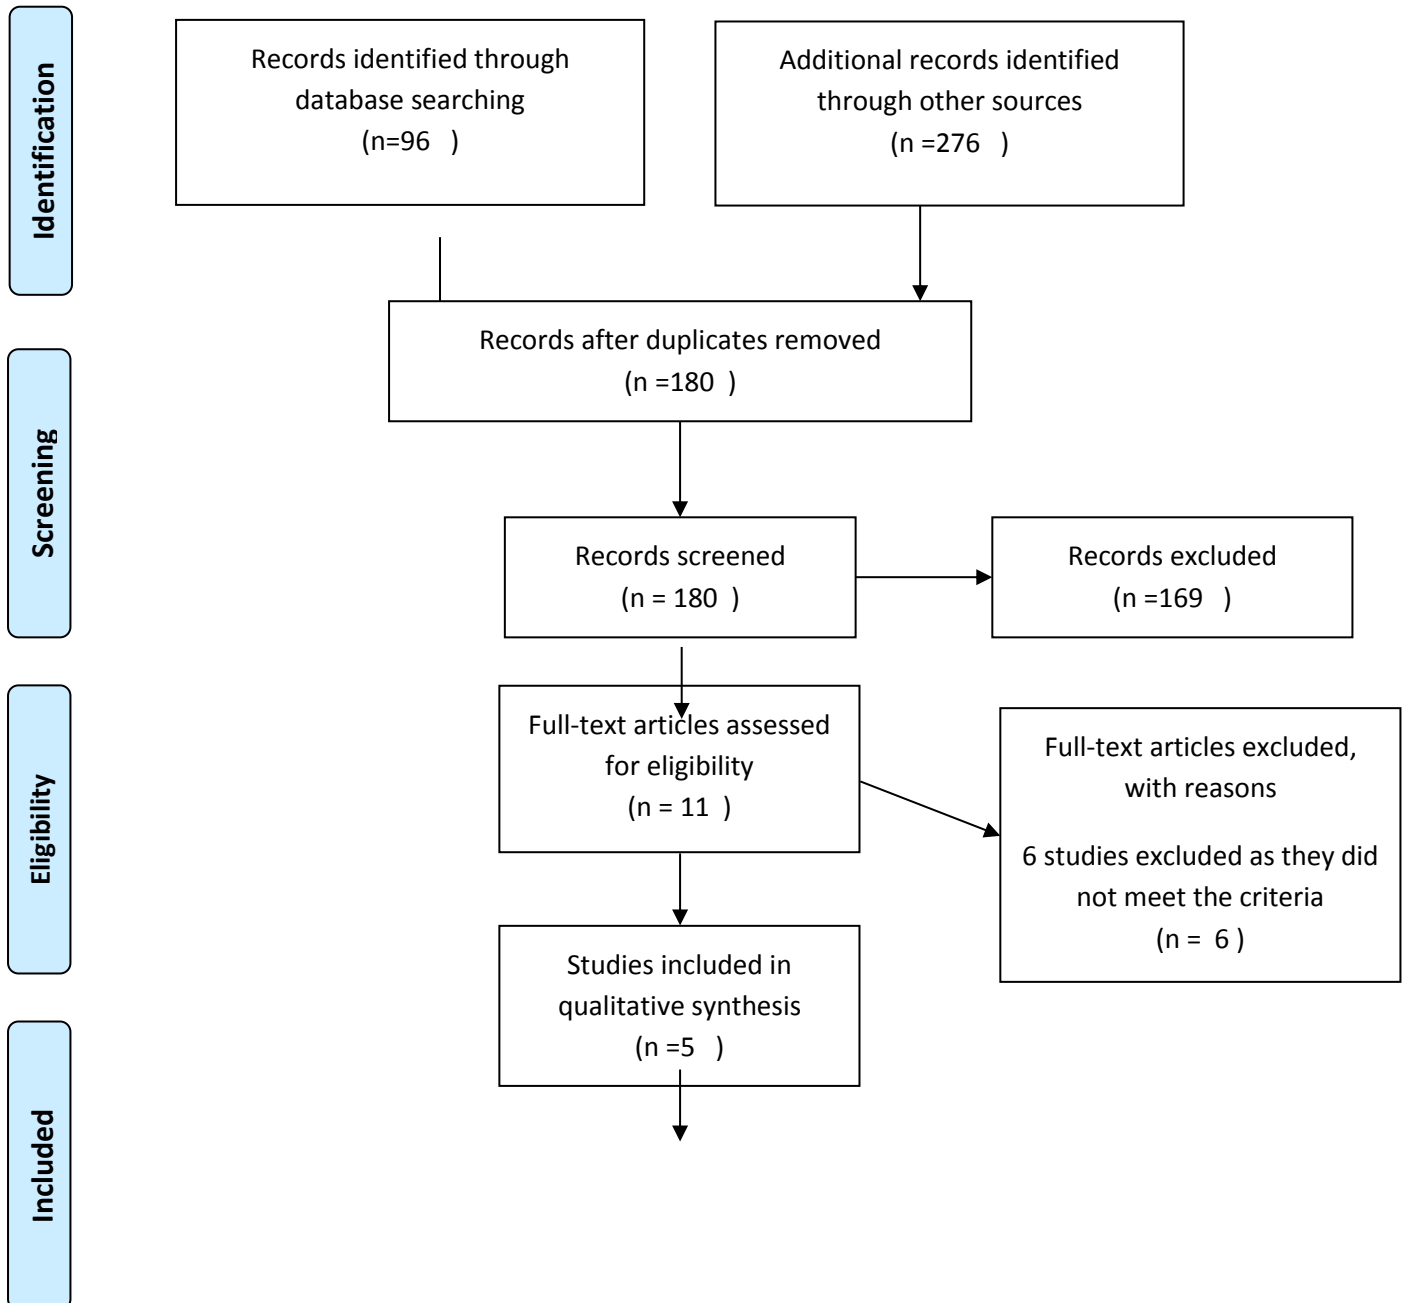 Identification
Records identified through
database searching
(n=96   )
Additional records identified
through other sources
(n =276   )
Records after duplicates removed
(n =180  )
Screening
Records screened
(n = 180  )
Records excluded
(n =169   )
Eligibility
Full-text articles assessed
for eligibility
(n = 11  )
Full-text articles excluded,
with reasons
6 studies excluded as they did
not meet the criteria
(n =  6 )
Studies included in
qualitative synthesis
(n =5   )
Included